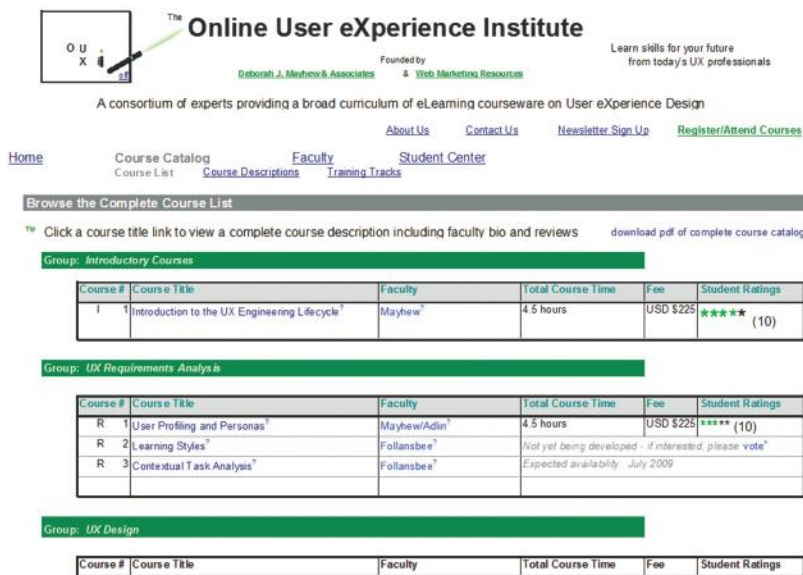 The Online User eXperience Institute
O U
X i
Learn skills for your future
from today's UX professionals
Founded by
Deborah J. Mayhew & Associates & Web Marketing Resources
A consortium of experts providing a broad curriculum of eLearning courseware on User eXperience Design
About Us Contact Us Newsletter Sign Up Register/Attend Courses
Home Course Catalog Faculty Student Center
Course List Course Descriptions Training Tracks
Browse the Complete Course List
Tip Click a course title link to view a complete course description including faculty bio and reviews download pdf of complete course catalog
Group: Introductory Courses
Course # Course Title Faculty Total Course Time Fee Student Ratings
I 1 Introduction to the UX Engineering Lifecycle? Mayhew? 4.5 hours USD $225 ★★★★★ (10)
Group: UX Requirements Analysis
Course # Course Title Faculty Total Course Time Fee Student Ratings
R 1 User Profiling and Personas? Mayhew/Adlin? 4.5 hours USD $225 ***** (10)
R 2 Learning Styles? Follansbee? Not yet being developed - if interested, please vote?
R 3 Contextual Task Analysis? Follansbee? Expected availability: July 2009
Group: UX Design
Course # Course Title Faculty Total Course Time Fee Student Ratings